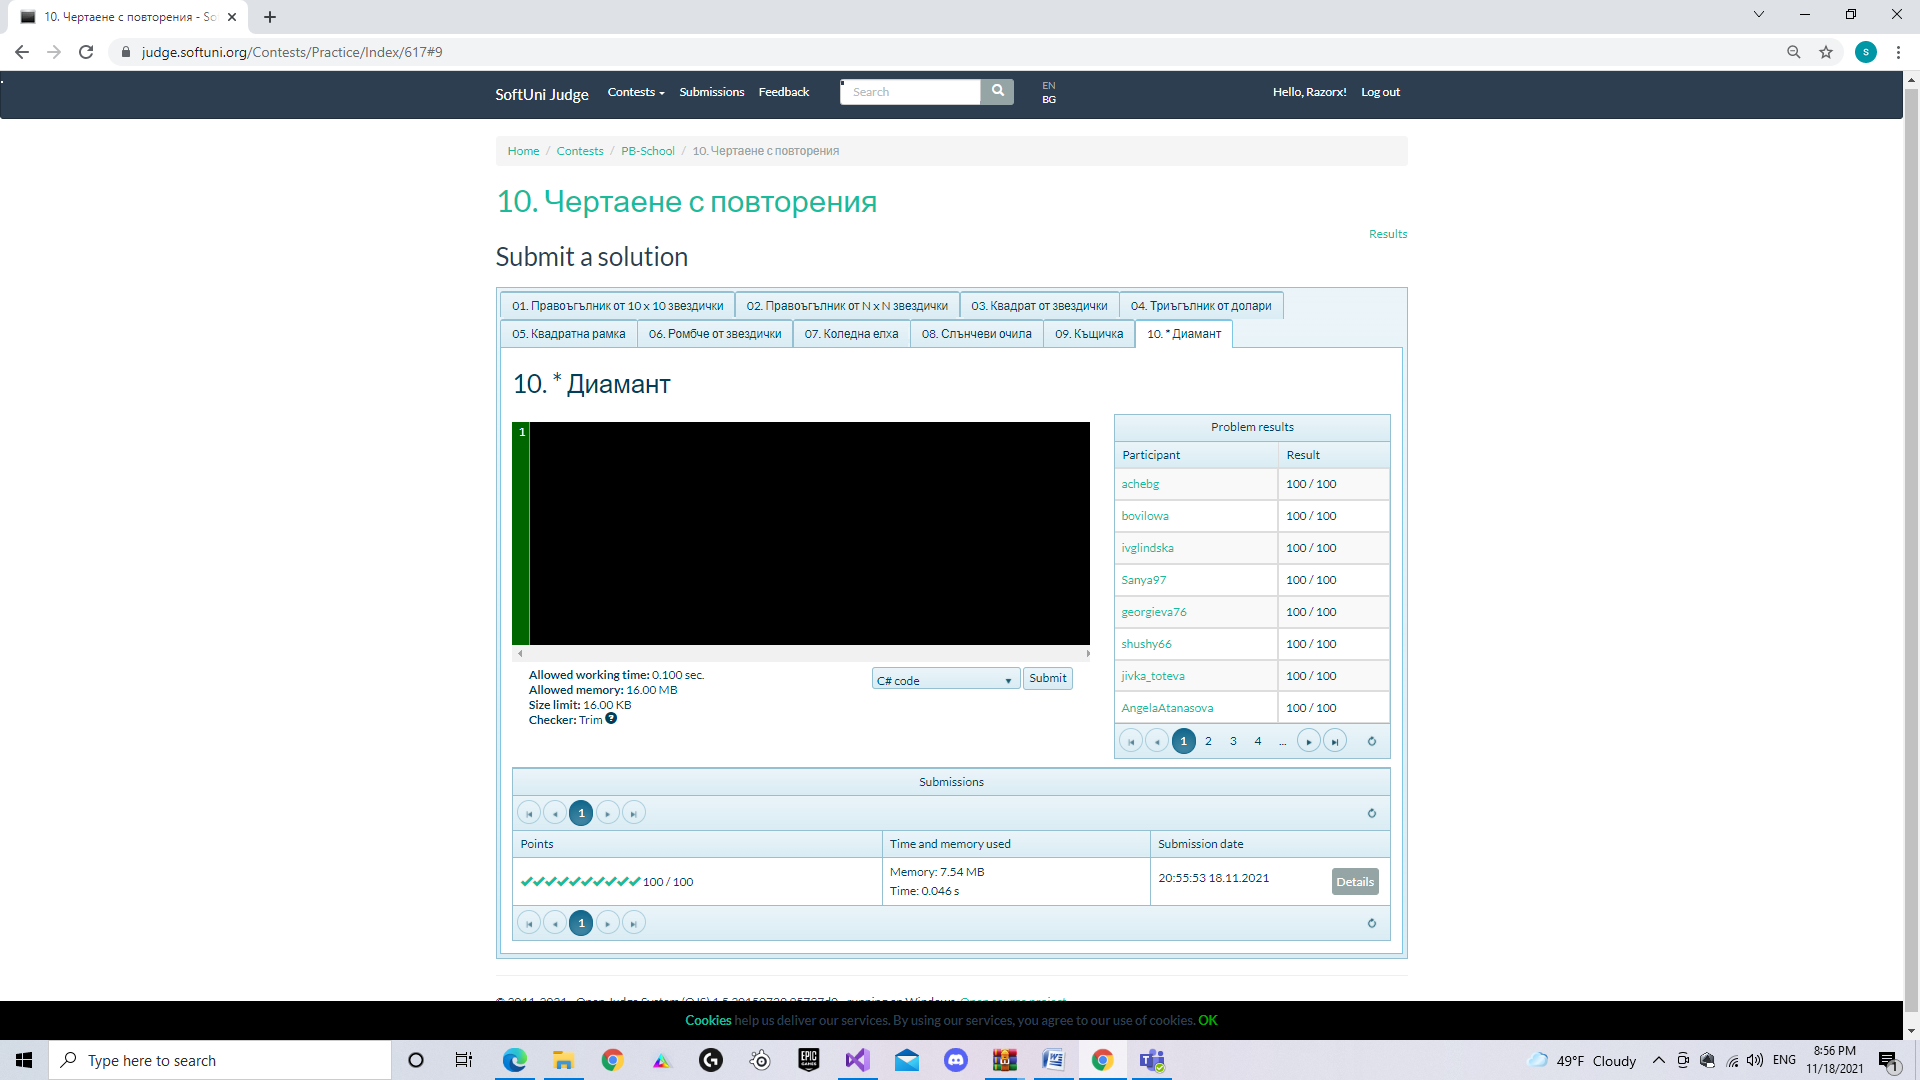 10. Чертаене с повторения - So
judge.softuni.org/Contests/Practice/Index/617#9
s
SoftUni Judge
Contests
Submissions
Feedback
Search
EN
BG
Hello, Razorx!
Log out
Home / Contests / PB-School / 10. Чертаене с повторения
10. Чертаене с повторения
Results
Submit a solution
01. Правоъгълник от 10 x 10 звездички
02. Правоъгълник от N x N звездички
03. Квадрат от звездички
04. Триъгълник от долари
05. Квадратна рамка
06. Ромбче от звездички
07. Коледна елха
08. Слънчеви очила
09. Къщичка
10. * Диамант
10. * Диамант
1
Allowed working time: 0.100 sec.
Allowed memory: 16.00 MB
Size limit: 16.00 KB
Checker: Trim
C# code
Submit
Problem results
Participant Result
achebg 100 / 100
bovilowa 100 / 100
ivglindska 100 / 100
Sanya97 100 / 100
georgieva76 100 / 100
shushy66 100 / 100
jivka_toteva 100 / 100
AngelaAtanasova 100 / 100
1 2 3 4 ...
Submissions
1
Points Time and memory used Submission date
100 / 100
Memory: 7.54 MB
Time: 0.046 s
20:55:53 18.11.2021
Details
1
Cookies help us deliver our services. By using our services, you agree to our use of cookies. OK
Type here to search
49°F Cloudy
ENG
8:56 PM
11/18/2021
1